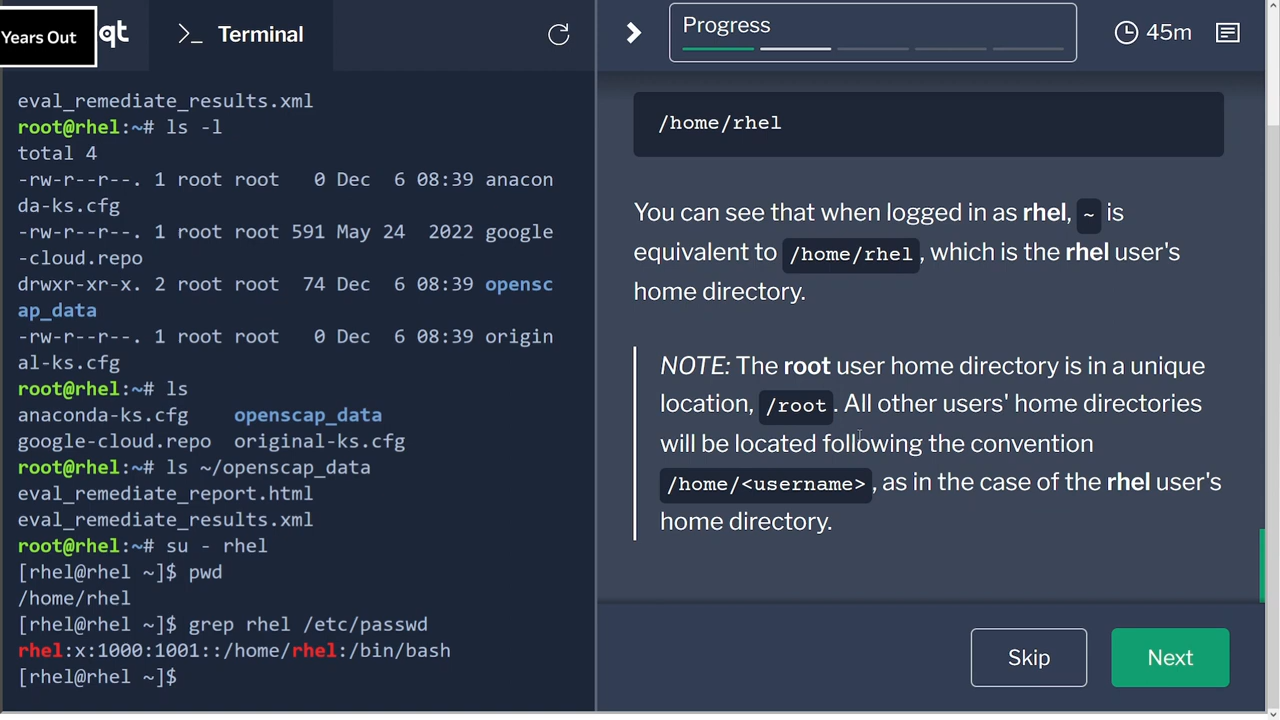 Years Out
qt
>_ Terminal
eval_remediate_results.xml
root@rhel:~# ls -l
total 4
-rw-r--r--. 1 root root   0 Dec  6 08:39 anacon
da-ks.cfg
-rw-r--r--. 1 root root 591 May 24  2022 google
-cloud.repo
drwxr-xr-x. 2 root root  74 Dec  6 08:39 opensc
ap_data
-rw-r--r--. 1 root root   0 Dec  6 08:39 origin
al-ks.cfg
root@rhel:~# ls
anaconda-ks.cfg    openscap_data
google-cloud.repo  original-ks.cfg
root@rhel:~# ls ~/openscap_data
eval_remediate_report.html
eval_remediate_results.xml
root@rhel:~# su - rhel
[rhel@rhel ~]$ pwd
/home/rhel
[rhel@rhel ~]$ grep rhel /etc/passwd
rhel:x:1000:1001::/home/rhel:/bin/bash
[rhel@rhel ~]$
Progress
45m
/home/rhel
You can see that when logged in as rhel, ~ is
equivalent to /home/rhel, which is the rhel user's
home directory.
NOTE: The root user home directory is in a unique
location, /root. All other users' home directories
will be located following the convention
/home/<username>, as in the case of the rhel user's
home directory.
Skip
Next